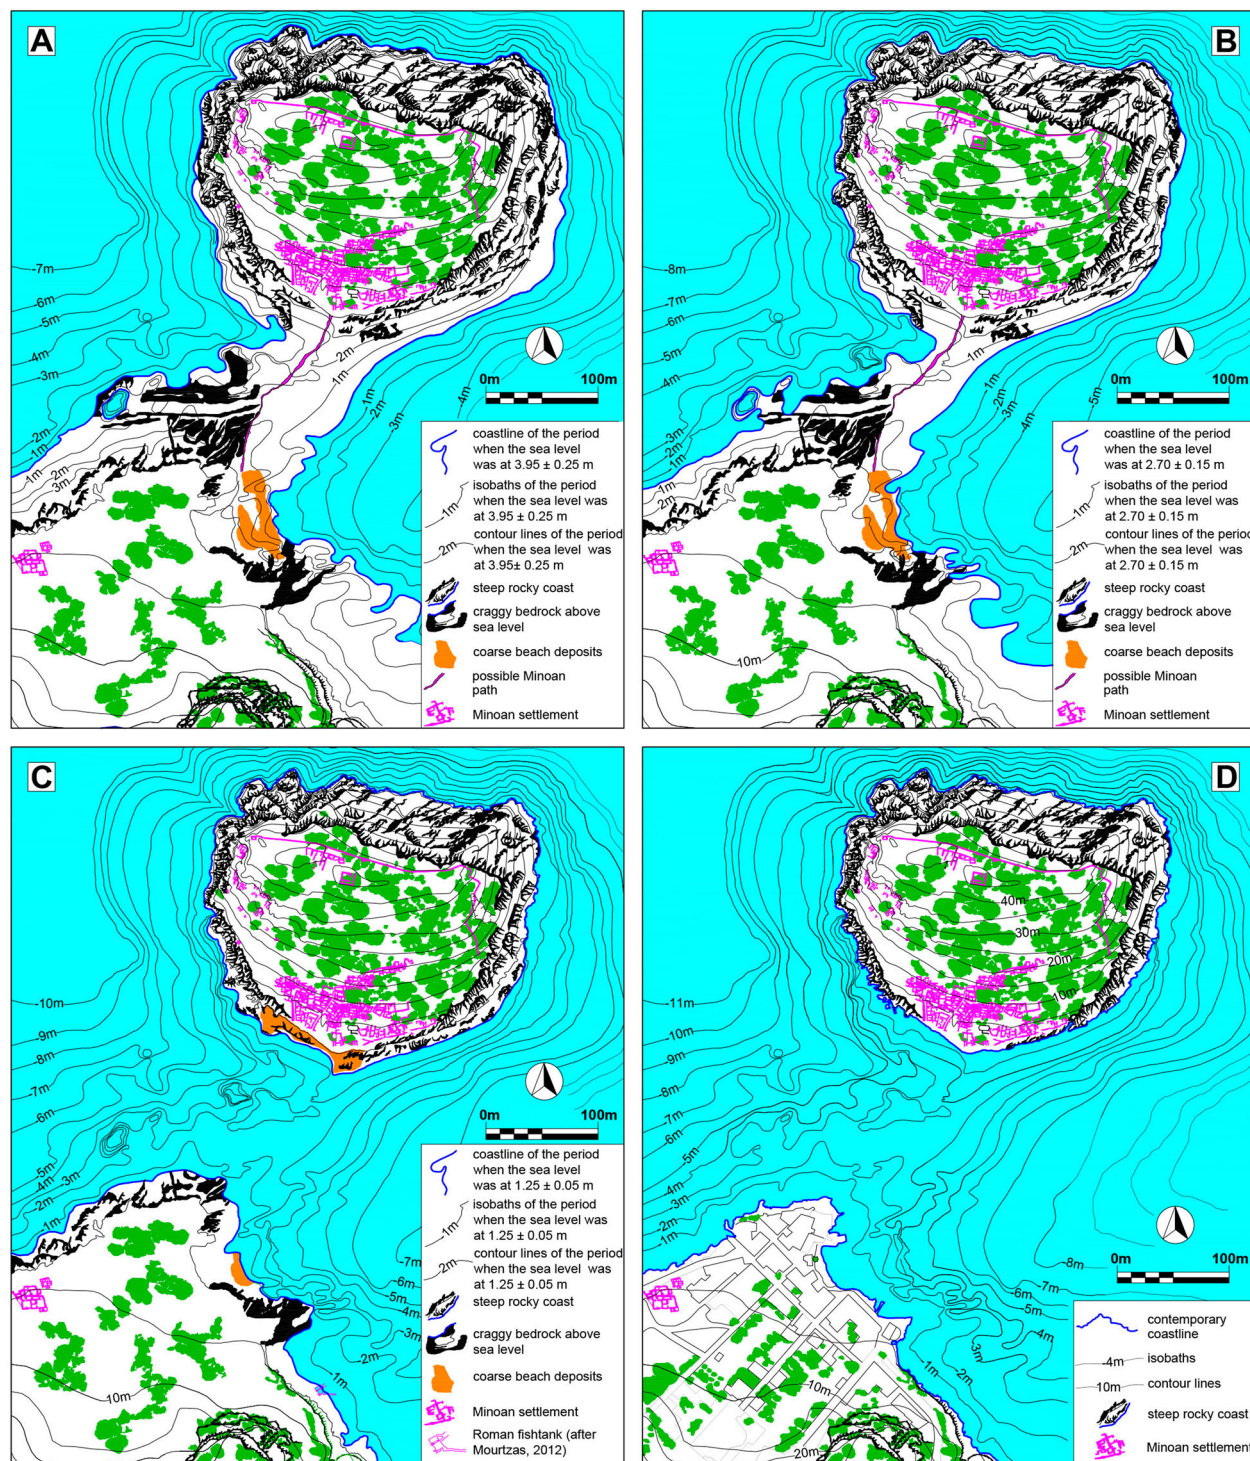 A
-7m
-6m
-5m
-4m
-3m
-2m
-1m
1m
2m
3m
2m
1m
-1m
-2m
-3m
-4m
0m 100m
coastline of the period
when the sea level
was at 3.95 ± 0.25 m
isobaths of the period
when the sea level was
at 3.95 ± 0.25 m
-1m
contour lines of the period
when the sea level was
at 3.95± 0.25 m
2m
steep rocky coast
craggy bedrock above
sea level
coarse beach deposits
possible Minoan
path
Minoan settlement
B
-8m
-7m
-6m
-5m
-4m
-3m
-2m
-1m
1m
2m
1m
-1m
-2m
-3m
-4m
-5m
10m
0m 100m
coastline of the period
when the sea level
was at 2.70 ± 0.15 m
isobaths of the period
when the sea level was
at 2.70 ± 0.15 m
-1m
contour lines of the period
when the sea level was
at 2.70 ± 0.15 m
2m
steep rocky coast
craggy bedrock above
sea level
coarse beach deposits
possible Minoan
path
Minoan settlement
C
-10m
-9m
-8m
-7m
-6m
-5m
-4m
-3m
-2m
-1m
-7m
-6m
-5m
-4m
-3m
-2m
-1m
10m
0m 100m
coastline of the period
when the sea level
was at 1.25 ± 0.05 m
isobaths of the period
when the sea level was
at 1.25 ± 0.05 m
-1m
contour lines of the period
when the sea level was
at 1.25 ± 0.05 m
-2m
steep rocky coast
craggy bedrock above
sea level
coarse beach deposits
Minoan settlement
Roman fishtank (after
Mourtzas, 2012)
D
40m
30m
20m
10m
-11m
-10m
-9m
-8m
-7m
-6m
-5m
-4m
-3m
-2m
-1m
-8m
-7m
-6m
-5m
-4m
-3m
-2m
-1m
10m
20m
0m 100m
contemporary
coastline
-4m isobaths
10m contour lines
steep rocky coast
Minoan settlement